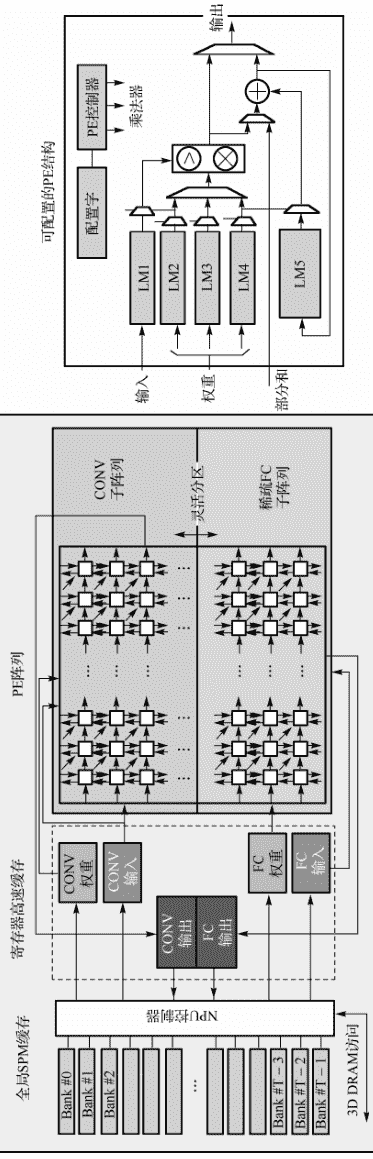 全局SPM缓存
寄存器高速缓存
PE阵列
Bank #0
Bank #1
Bank #2
...
Bank #T－3
Bank #T－2
Bank #T－1
NPU控制器
3D DRAM访问
CONV
权重
CONV
输入
CONV
输出
FC
输出
FC
权重
FC
输入
...
...
...
...
...
...
CONV
子阵列
灵活分区
稀疏FC
子阵列
可配置的PE结构
配置字
PE控制器
乘法器
输入
权重
部分和
LM1
LM2
LM3
LM4
LM5
>
×
+
输出